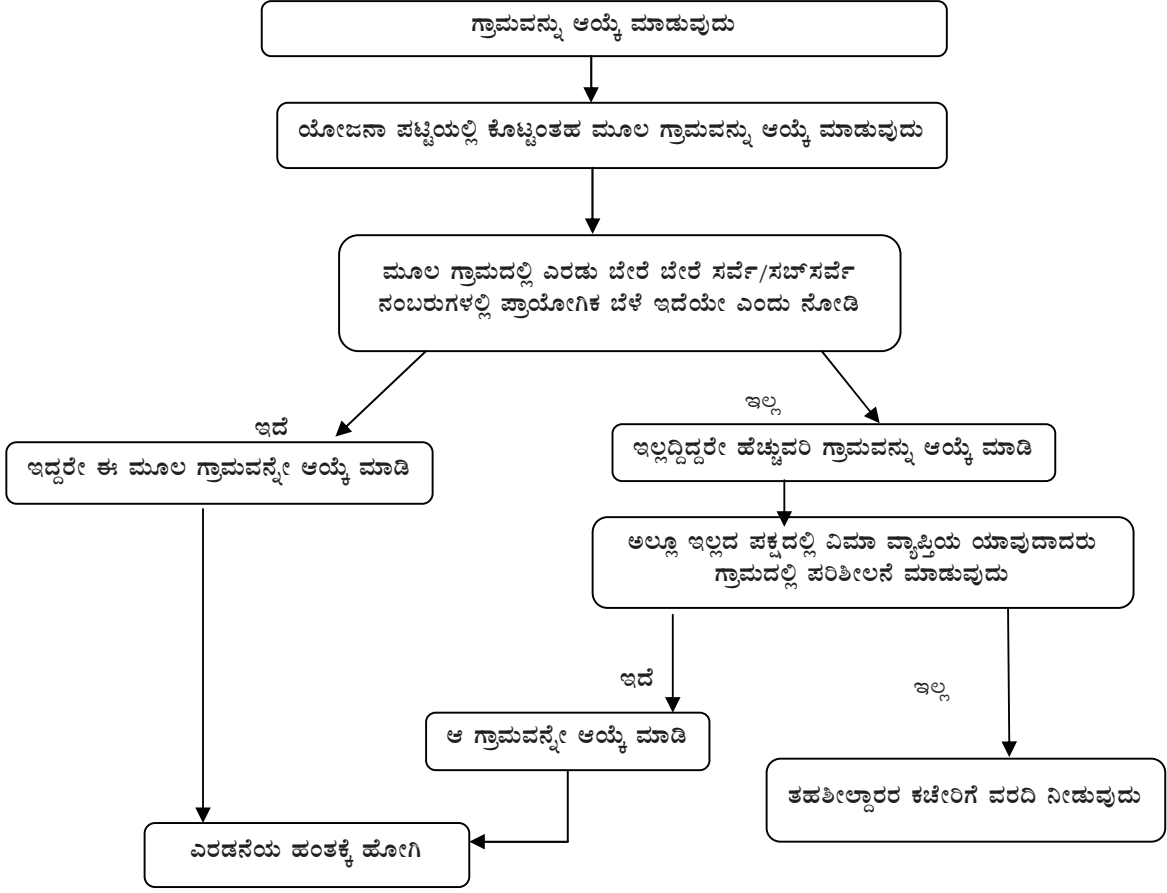 ಗ್ರಾಮವನ್ನು ಆಯ್ಕೆ ಮಾಡುವುದು
ಯೋಜನಾ ಪಟ್ಟಿಯಲ್ಲಿ ಕೊಟ್ಟಂತಹ ಮೂಲ ಗ್ರಾಮವನ್ನು ಆಯ್ಕೆ ಮಾಡುವುದು
ಮೂಲ ಗ್ರಾಮದಲ್ಲಿ ಎರಡು ಬೇರೆ ಬೇರೆ ಸರ್ವೆ/ಸಬ್‌ಸರ್ವೆ
ನಂಬರುಗಳಲ್ಲಿ ಪ್ರಾಯೋಗಿಕ ಬೆಳೆ ಇದೆಯೇ ಎಂದು ನೋಡಿ
ಇದೆ
ಇಲ್ಲ
ಇದ್ದರೇ ಈ ಮೂಲ ಗ್ರಾಮವನ್ನೇ ಆಯ್ಕೆ ಮಾಡಿ
ಇಲ್ಲದ್ದಿದ್ದರೇ ಹೆಚ್ಚುವರಿ ಗ್ರಾಮವನ್ನು ಆಯ್ಕೆ ಮಾಡಿ
ಅಲ್ಲೂ ಇಲ್ಲದ ಪಕ್ಷದಲ್ಲಿ ವಿಮಾ ವ್ಯಾಪ್ತಿಯ ಯಾವುದಾದರು
ಗ್ರಾಮದಲ್ಲಿ ಪರಿಶೀಲನೆ ಮಾಡುವುದು
ಇದೆ
ಇಲ್ಲ
ಆ ಗ್ರಾಮವನ್ನೇ ಆಯ್ಕೆ ಮಾಡಿ
ತಹಶೀಲ್ದಾರರ ಕಚೇರಿಗೆ ವರದಿ ನೀಡುವುದು
ಎರಡನೆಯ ಹಂತಕ್ಕೆ ಹೋಗಿ